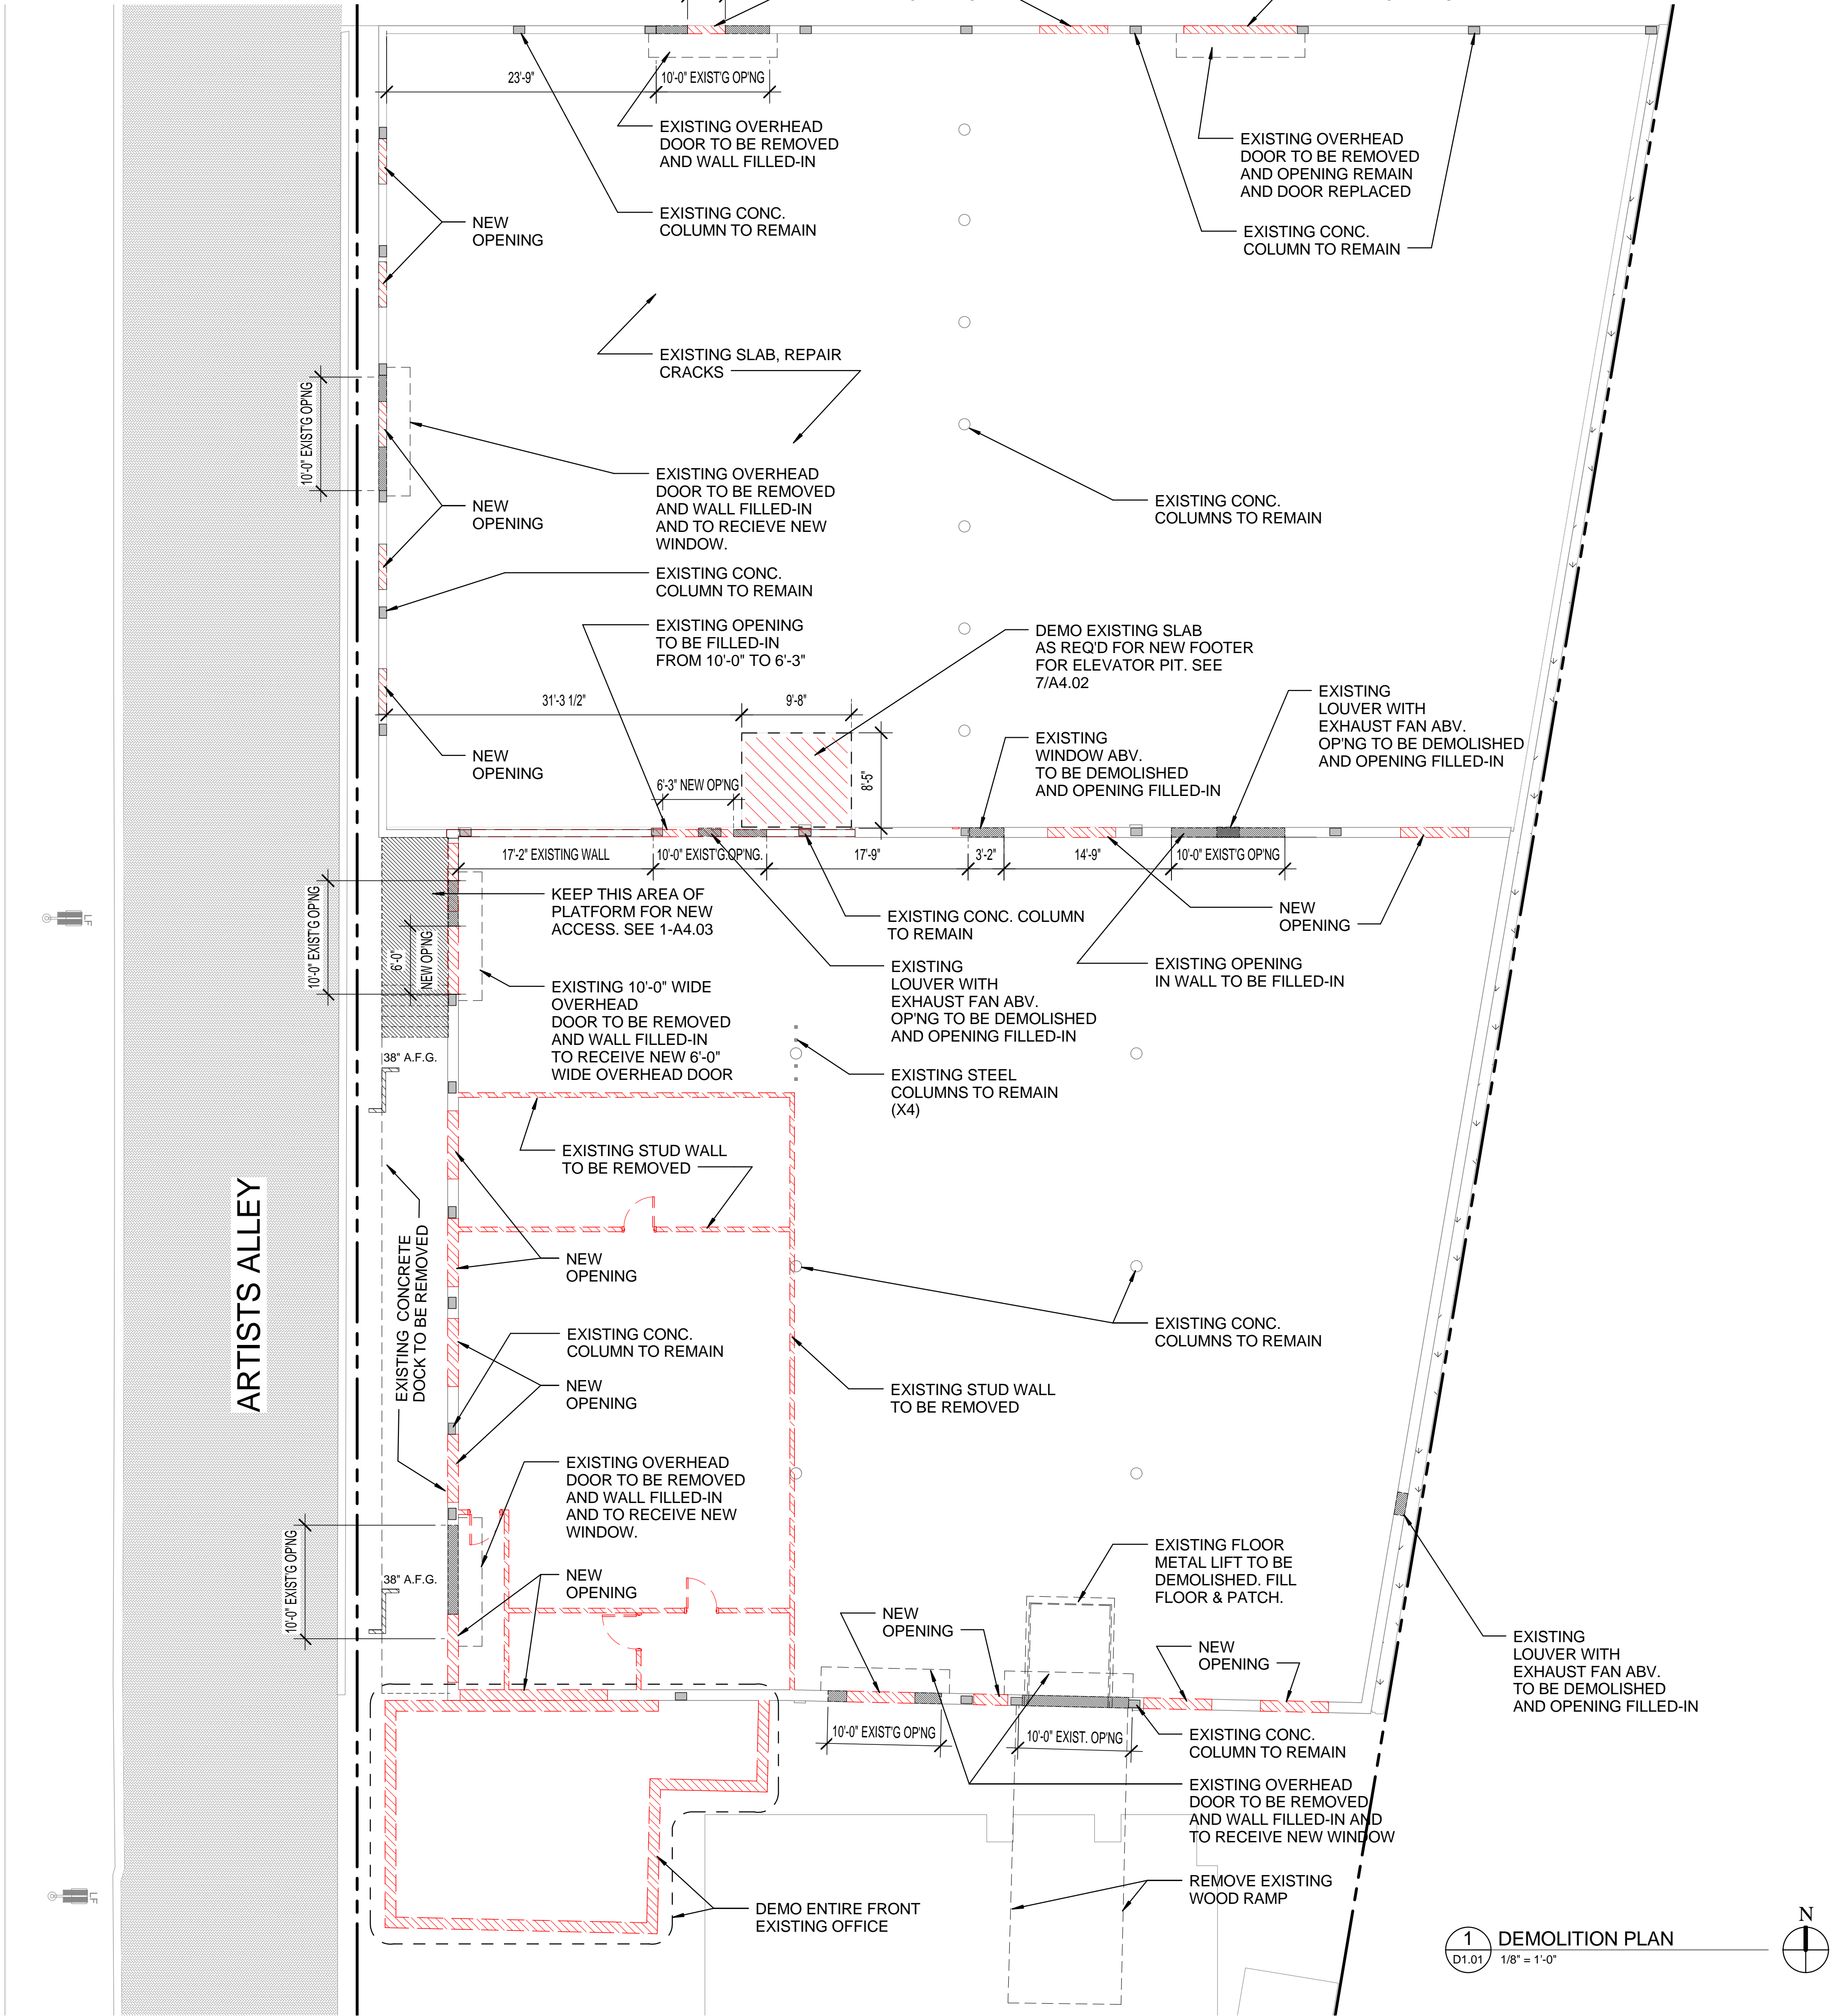 23'-9"
10'-0" EXIST'G OP'NG
EXISTING OVERHEAD
DOOR TO BE REMOVED
AND WALL FILLED-IN
EXISTING OVERHEAD
DOOR TO BE REMOVED
AND OPENING REMAIN
AND DOOR REPLACED
NEW
OPENING
EXISTING CONC.
COLUMN TO REMAIN
EXISTING CONC.
COLUMN TO REMAIN
EXISTING SLAB, REPAIR
CRACKS
10'-0" EXIST'G OP'NG
EXISTING OVERHEAD
DOOR TO BE REMOVED
AND WALL FILLED-IN
AND TO RECIEVE NEW
WINDOW.
NEW
OPENING
EXISTING CONC.
COLUMNS TO REMAIN
EXISTING CONC.
COLUMN TO REMAIN
EXISTING OPENING
TO BE FILLED-IN
FROM 10'-0" TO 6'-3"
DEMO EXISTING SLAB
AS REQ'D FOR NEW FOOTER
FOR ELEVATOR PIT. SEE
7/A4.02
31'-3 1/2"
9'-8"
EXISTING
LOUVER WITH
EXHAUST FAN ABV.
OP'NG TO BE DEMOLISHED
AND OPENING FILLED-IN
NEW
OPENING
EXISTING
WINDOW ABV.
TO BE DEMOLISHED
AND OPENING FILLED-IN
6'-3" NEW OP'NG
8'-5"
17'-2" EXISTING WALL
10'-0" EXIST'G.OP'NG.
17'-9"
3'-2"
14'-9"
10'-0" EXIST'G OP'NG
10'-0" EXIST'G OP'NG
6'-0"
NEW OP'NG
KEEP THIS AREA OF
PLATFORM FOR NEW
ACCESS. SEE 1-A4.03
EXISTING CONC. COLUMN
TO REMAIN
NEW
OPENING
LF
EXISTING 10'-0" WIDE
OVERHEAD
DOOR TO BE REMOVED
AND WALL FILLED-IN
TO RECEIVE NEW 6'-0"
WIDE OVERHEAD DOOR
EXISTING
LOUVER WITH
EXHAUST FAN ABV.
OP'NG TO BE DEMOLISHED
AND OPENING FILLED-IN
EXISTING OPENING
IN WALL TO BE FILLED-IN
38" A.F.G.
EXISTING STEEL
COLUMNS TO REMAIN
(X4)
EXISTING STUD WALL
TO BE REMOVED
ARTISTS ALLEY
EXISTING CONCRETE
DOCK TO BE REMOVED
NEW
OPENING
EXISTING CONC.
COLUMN TO REMAIN
EXISTING CONC.
COLUMNS TO REMAIN
NEW
OPENING
EXISTING STUD WALL
TO BE REMOVED
EXISTING OVERHEAD
DOOR TO BE REMOVED
AND WALL FILLED-IN
AND TO RECEIVE NEW
WINDOW.
10'-0" EXIST'G OP'NG
38" A.F.G.
NEW
OPENING
EXISTING FLOOR
METAL LIFT TO BE
DEMOLISHED. FILL
FLOOR & PATCH.
NEW
OPENING
NEW
OPENING
EXISTING
LOUVER WITH
EXHAUST FAN ABV.
TO BE DEMOLISHED
AND OPENING FILLED-IN
10'-0" EXIST'G OP'NG
10'-0" EXIST. OP'NG
EXISTING CONC.
COLUMN TO REMAIN
EXISTING OVERHEAD
DOOR TO BE REMOVED
AND WALL FILLED-IN AND
TO RECEIVE NEW WINDOW
REMOVE EXISTING
WOOD RAMP
LF
DEMO ENTIRE FRONT
EXISTING OFFICE
1
D1.01
DEMOLITION PLAN
1/8" = 1'-0"
N